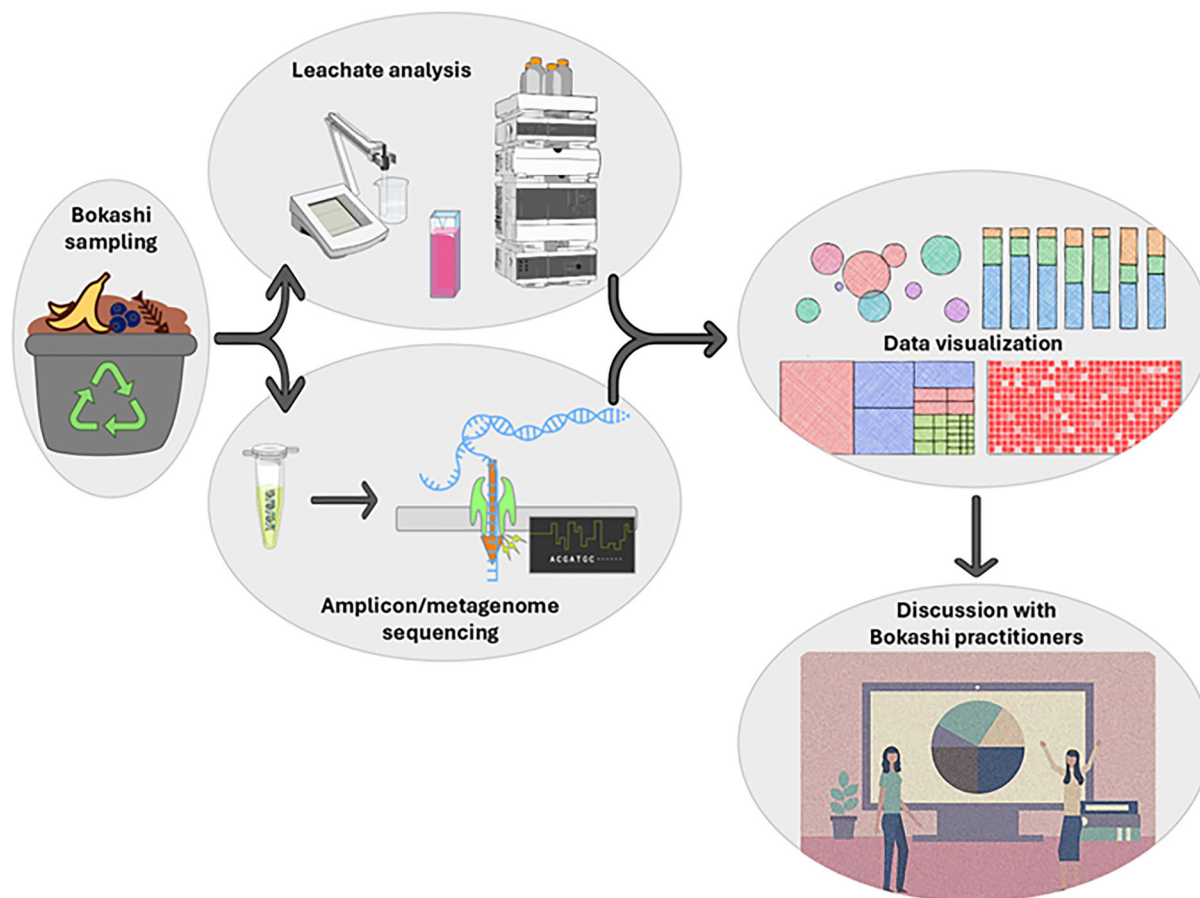 Leachate analysis
Bokashi
sampling
Data visualization
ACGATGC
Amplicon/metagenome
sequencing
Discussion with
Bokashi practitioners